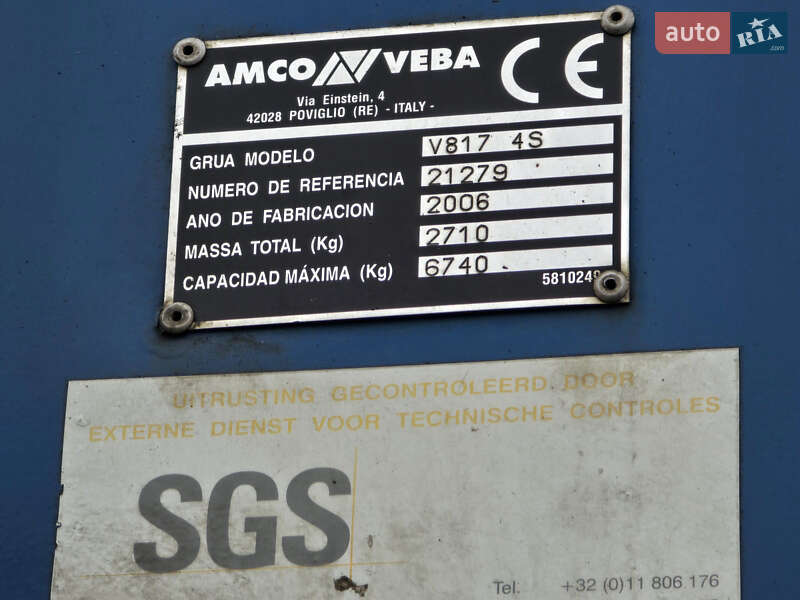 auto RIA
.com
AMCO VEBA
Via Einstein, 4
42028 POVIGLIO (RE) - ITALY -
CE
GRUA MODELO V817 4S
NUMERO DE REFERENCIA 21279
ANO DE FABRICACION 2006
MASSA TOTAL (Kg) 2710
CAPACIDAD MÁXIMA (Kg) 6740
UITRUSTING GECONTROLEERD DOOR
EXTERNE DIENST VOOR TECHNISCHE CONTROLES
SGS
Tel. +32 (0)11 806 176